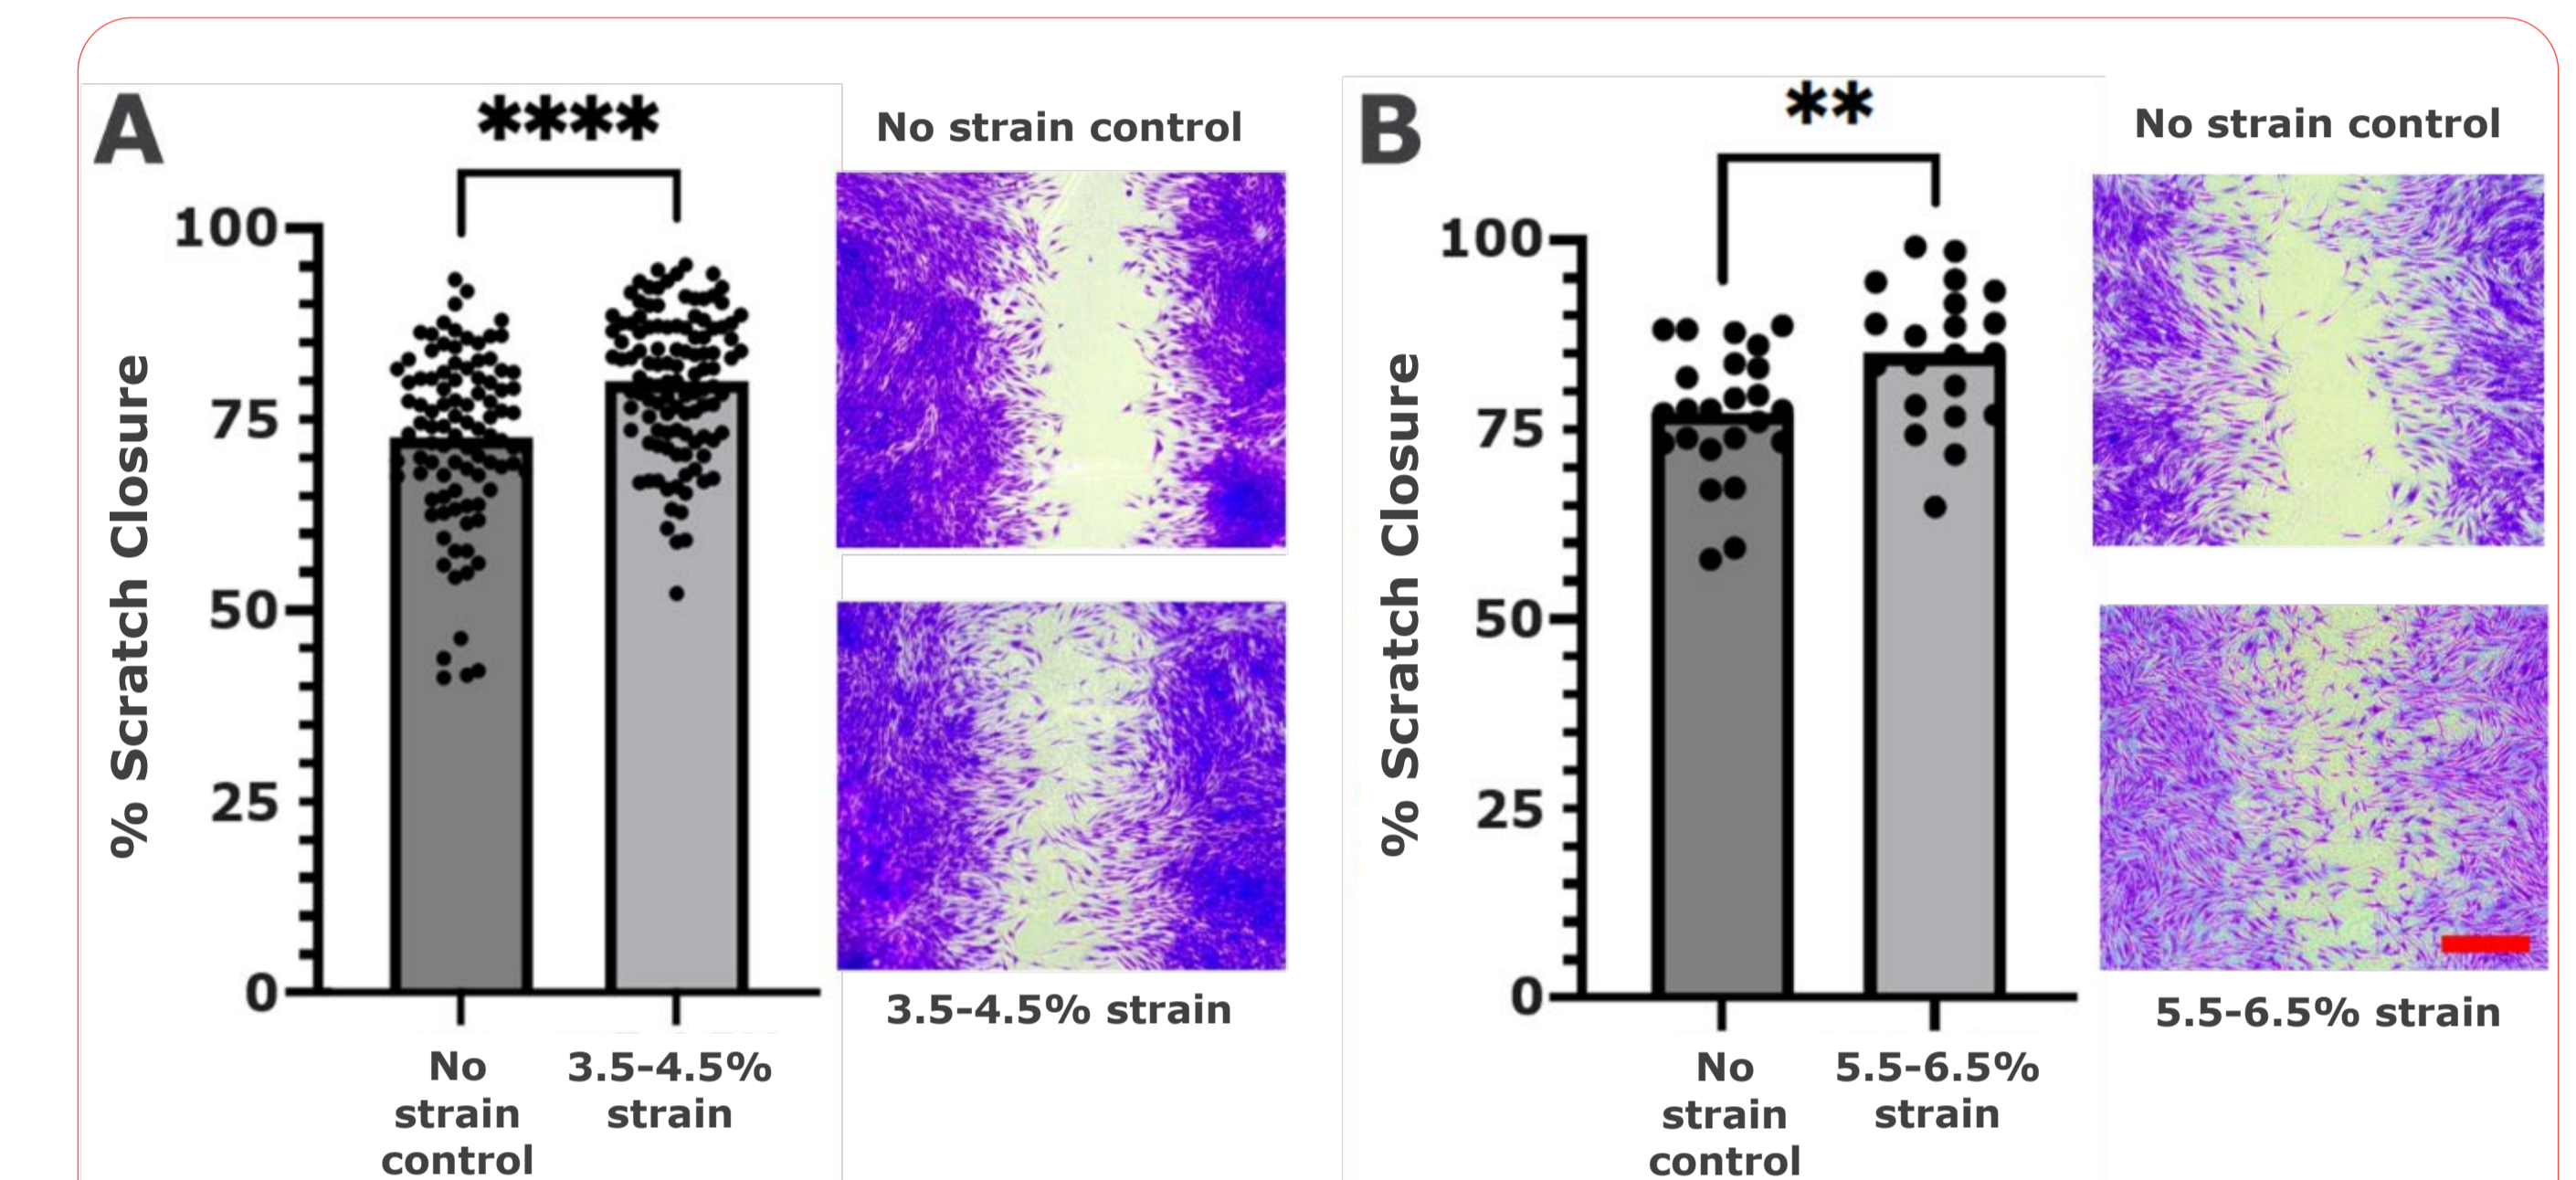 A
****
% Scratch Closure
100
75
50
25
0
No
strain
control
3.5-4.5%
strain
No strain control
3.5-4.5% strain
B
**
% Scratch Closure
100
75
50
25
0
No
strain
control
5.5-6.5%
strain
No strain control
5.5-6.5% strain